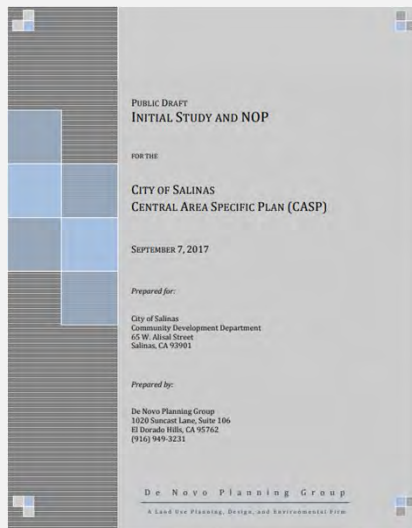 PUBLIC DRAFT
INITIAL STUDY AND NOP
FOR THE
CITY OF SALINAS
CENTRAL AREA SPECIFIC PLAN (CASP)
SEPTEMBER 7, 2017
Prepared for:
City of Salinas
Community Development Department
65 W. Alisal Street
Salinas, CA 93901
Prepared by:
De Novo Planning Group
1020 Suncast Lane, Suite 106
El Dorado Hills, CA 95762
(916) 949-3231
De Novo Planning Group
A Land Use Planning, Design, and Environmental Firm